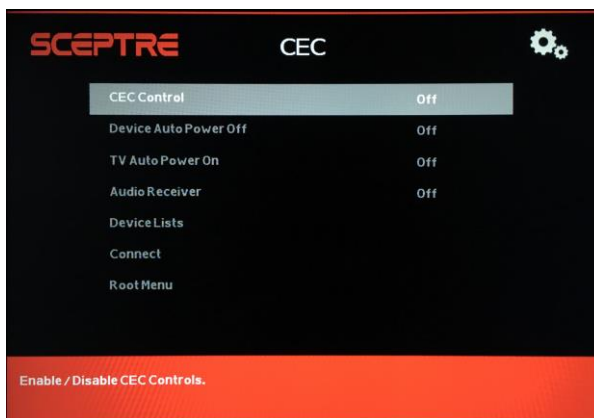 SCEPTRE CEC
CEC Control Off
Device Auto Power Off Off
TV Auto Power On Off
Audio Receiver Off
Device Lists
Connect
Root Menu
Enable / Disable CEC Controls.